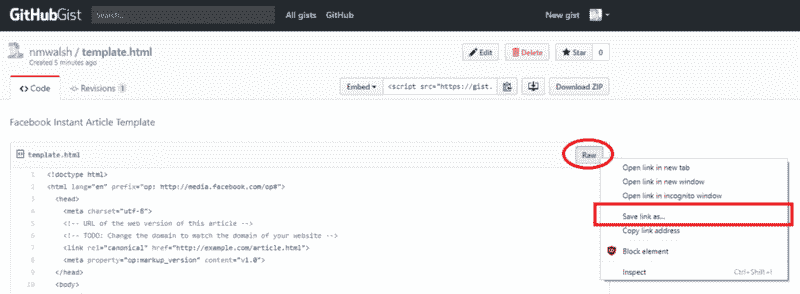 GitHubGist Search... All gists GitHub New gist
nmwalsh / template.html Edit Delete Star 0
Created 5 minutes ago
Code Revisions 1 Embed <script src="https://gist. Download ZIP
Facebook Instant Article Template
template.html Raw
1 <!doctype html>
2 <html lang="en" prefix="op: http://media.facebook.com/op#">
3 <head>
4 <meta charset="utf-8">
5 <!-- URL of the web version of this article -->
6 <!-- TODO: Change the domain to match the domain of your website -->
7 <link rel="canonical" href="http://example.com/article.html">
8 <meta property="op:markup_version" content="v1.0">
9 </head>
10 <body>
Open link in new tab
Open link in new window
Open link in incognito window
Save link as...
Copy link address
Block element
Inspect Ctrl+Shift+I